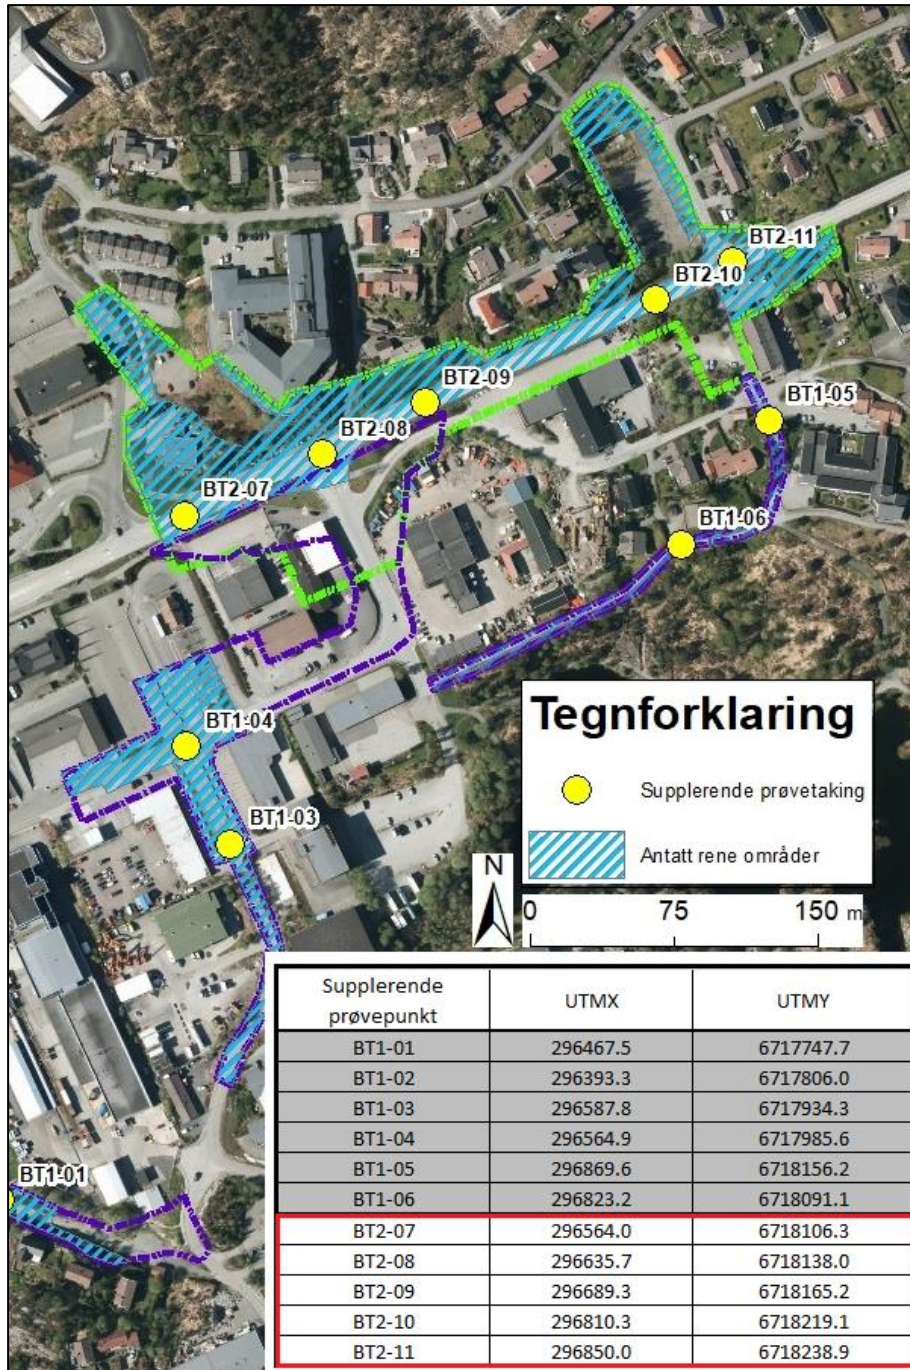 BT2-11
BT2-10
BT2-09
BT1-05
BT2-08
BT2-07
BT1-06
BT1-04
BT1-03
BT1-01
Tegnforklaring
Supplerende prøvetaking
Antatt rene områder
N
0 75 150 m
Supplerende
prøvepunkt UTMX UTMY
BT1-01 296467.5 6717747.7
BT1-02 296393.3 6717806.0
BT1-03 296587.8 6717934.3
BT1-04 296564.9 6717985.6
BT1-05 296869.6 6718156.2
BT1-06 296823.2 6718091.1
BT2-07 296564.0 6718106.3
BT2-08 296635.7 6718138.0
BT2-09 296689.3 6718165.2
BT2-10 296810.3 6718219.1
BT2-11 296850.0 6718238.9